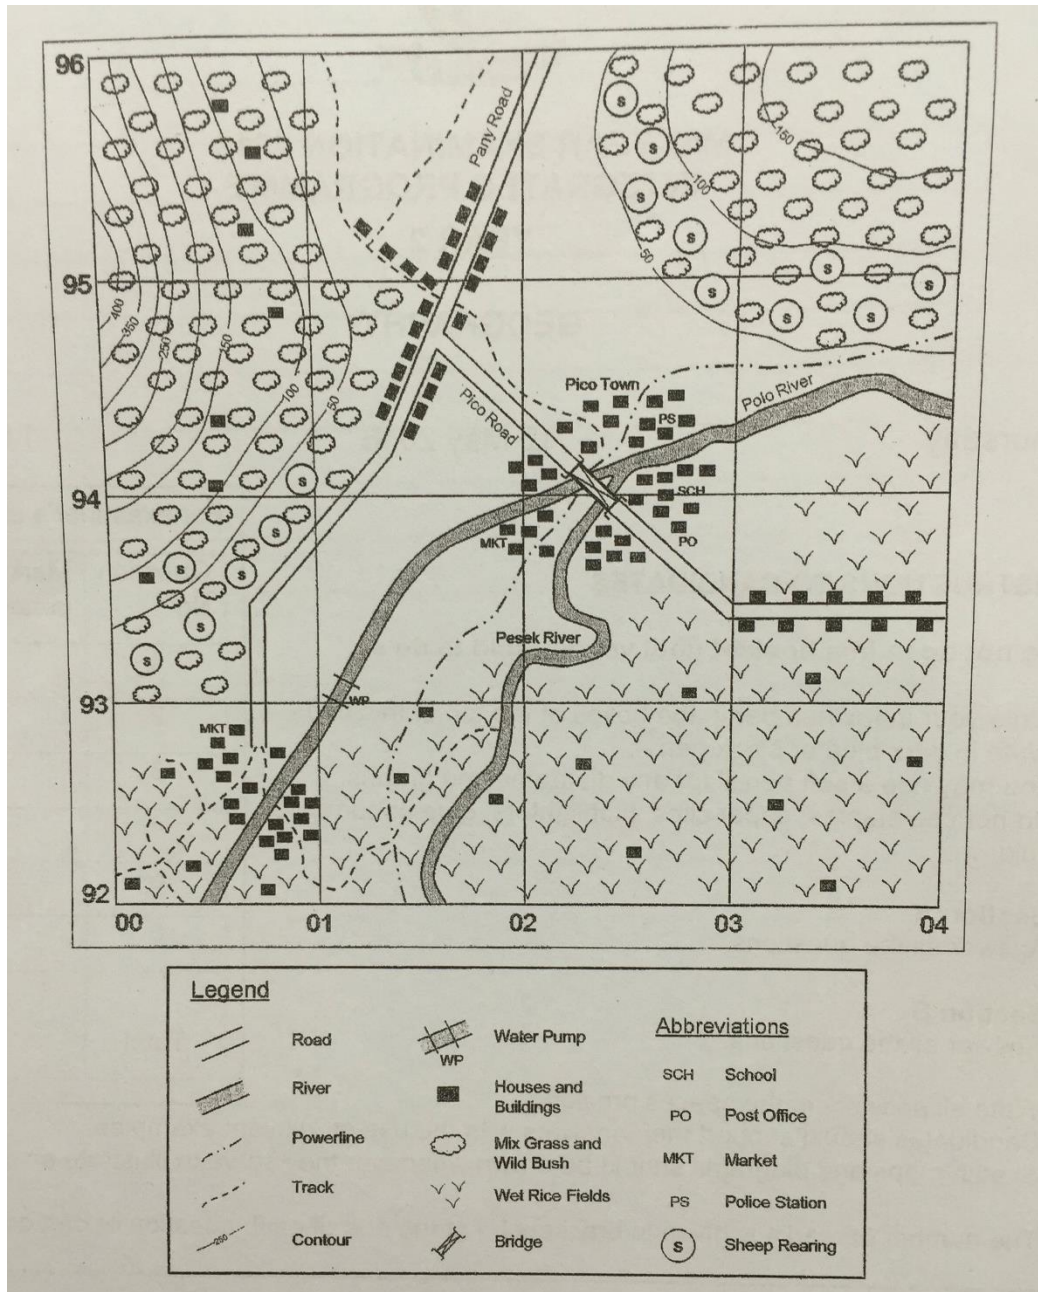 96
Pany Road
S
S
150
S
100
S
50
95
S
S
S
S
S
400
350
250
150
100
50
Pico Town
Polo River
PS
Pico Road
S
94
SCH
S
MKT
PO
S
S
S
Pesek River
S
93
WP
MKT
92
00
01
02
03
04
Legend
Road
River
Powerline
Track
250
Contour
WP
Water Pump
Houses and
Buildings
Mix Grass and
Wild Bush
Wet Rice Fields
Bridge
Abbreviations
SCH School
PO Post Office
MKT Market
PS Police Station
S Sheep Rearing